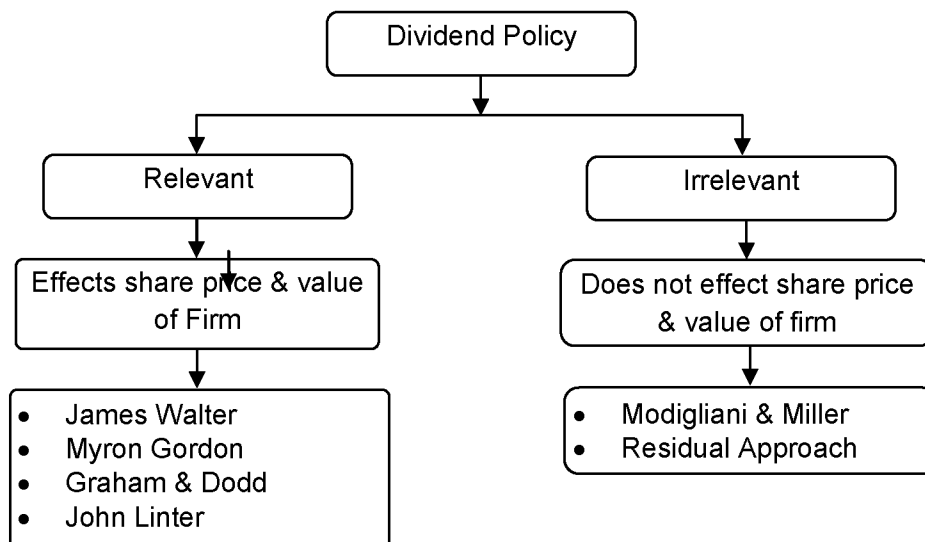 Dividend Policy
Relevant
Irrelevant
Effects share price & value
of Firm
Does not effect share price
& value of firm
• James Walter
• Myron Gordon
• Graham & Dodd
• John Linter
• Modigliani & Miller
• Residual Approach